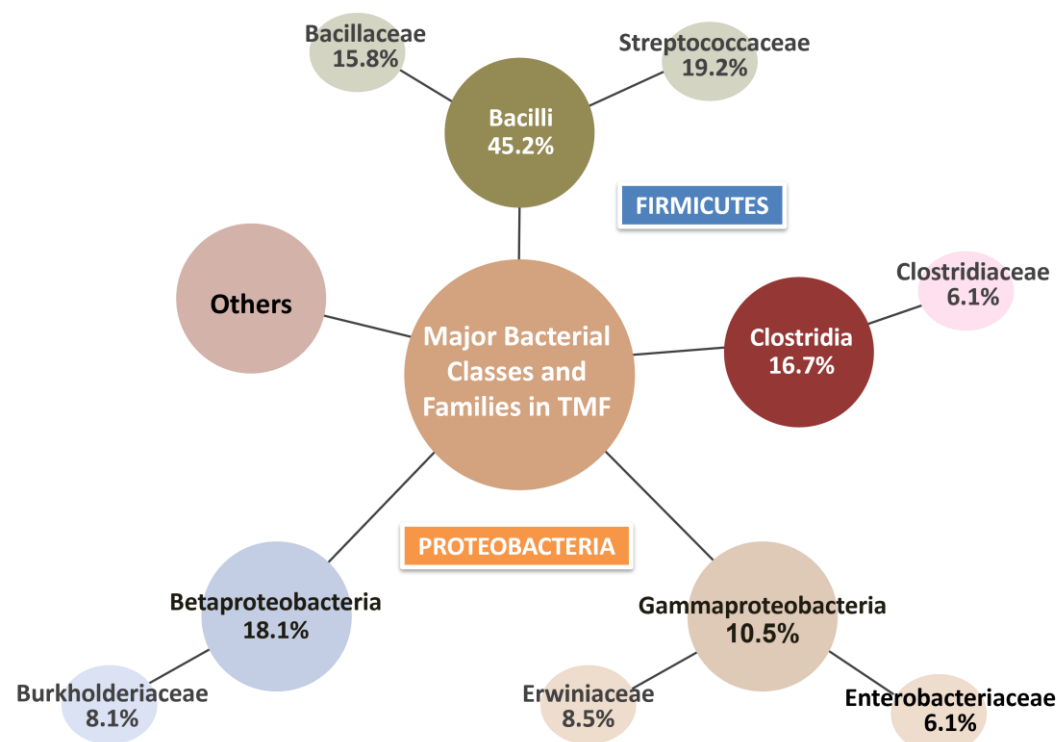 Bacillaceae
15.8%
Streptococcaceae
19.2%
Bacilli
45.2%
FIRMICUTES
Clostridiaceae
6.1%
Others
Major Bacterial
Classes and
Families in TMF
Clostridia
16.7%
PROTEOBACTERIA
Betaproteobacteria
18.1%
Gammaproteobacteria
10.5%
Burkholderiaceae
8.1%
Erwiniaceae
8.5%
Enterobacteriaceae
6.1%